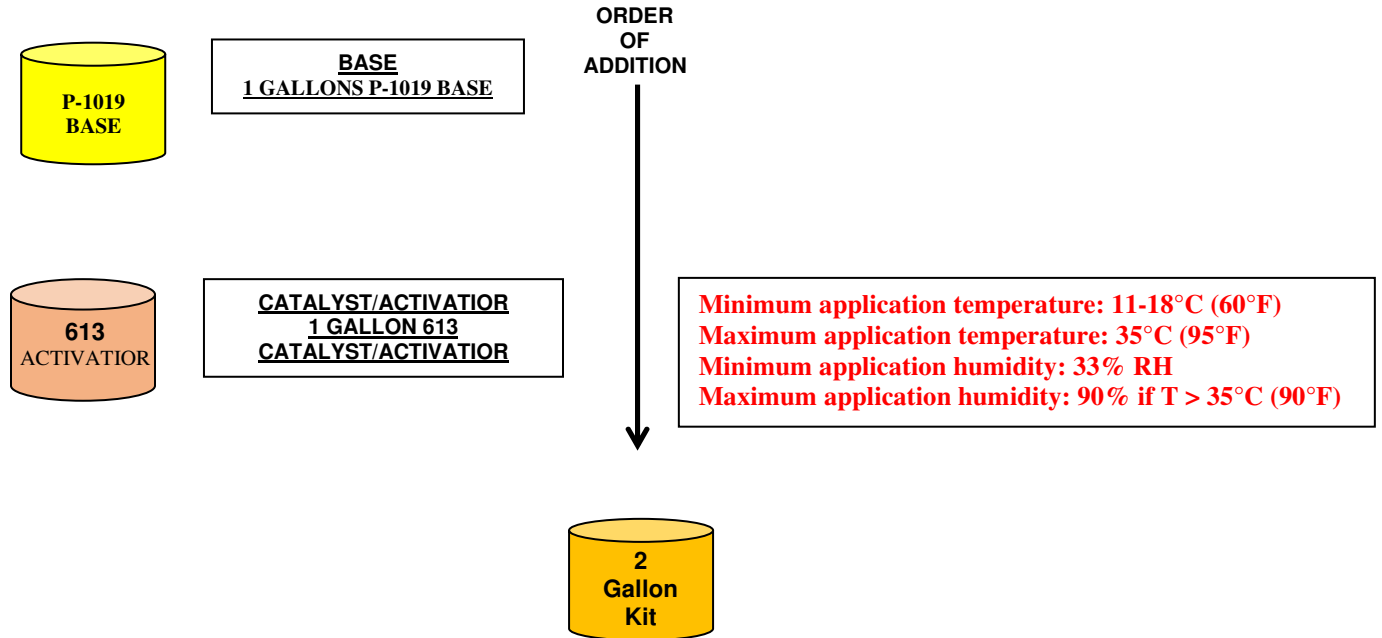 ORDER
OF
ADDITION
P-1019
BASE
BASE
1 GALLONS P-1019 BASE
613
ACTIVATIOR
CATALYST/ACTIVATIOR
1 GALLON 613
CATALYST/ACTIVATIOR
Minimum application temperature: 11-18°C (60°F)
Maximum application temperature: 35°C (95°F)
Minimum application humidity: 33% RH
Maximum application humidity: 90% if T > 35°C (90°F)
2
Gallon
Kit